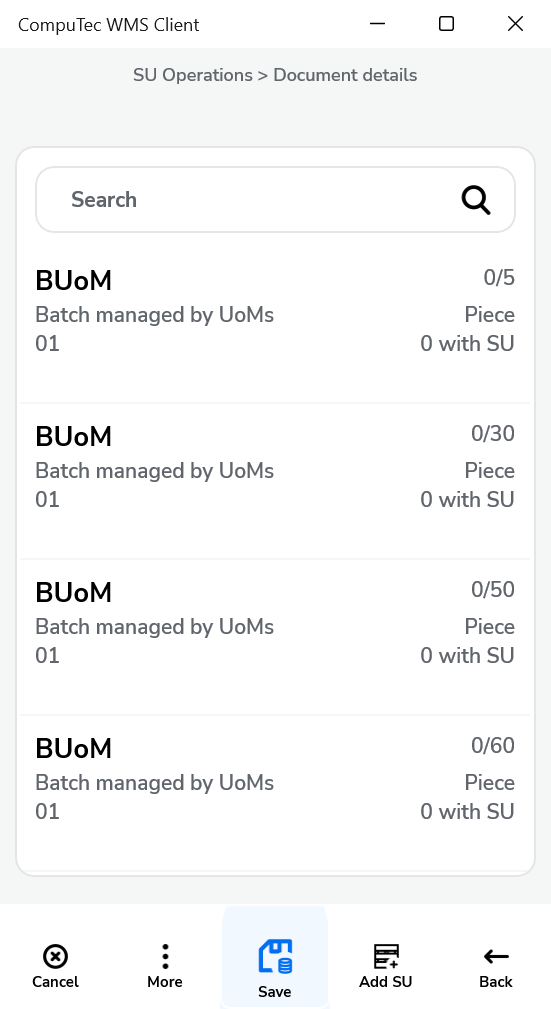 CompuTec WMS Client
SU Operations > Document details
Search
BUoM 0/5
Batch managed by UoMs Piece
01 0 with SU
BUoM 0/30
Batch managed by UoMs Piece
01 0 with SU
BUoM 0/50
Batch managed by UoMs Piece
01 0 with SU
BUoM 0/60
Batch managed by UoMs Piece
01 0 with SU
Cancel More Save Add SU Back